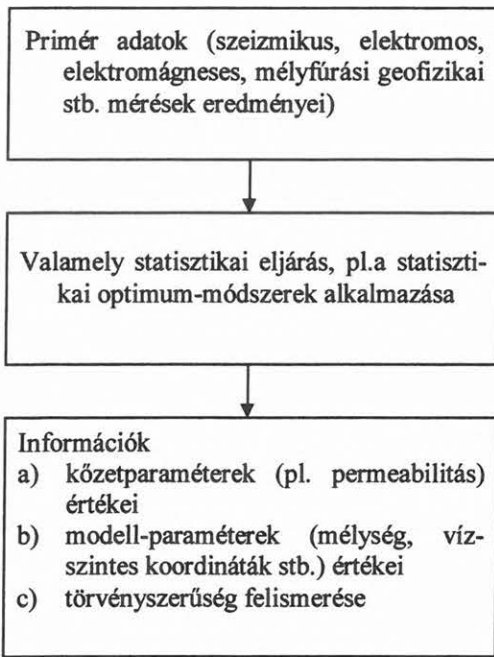 Primér adatok (szeizmikus, elektromos,
elektromágneses, mélyfúrási geofizikai
stb. mérések eredményei)
Valamely statisztikai eljárás, pl.a statiszti-
kai optimum-módszerek alkalmazása
Információk
a) kőzetparaméterek (pl. permeabilitás)
értékei
b) modell-paraméterek (mélység, víz-
szintes koordináták stb.) értékei
c) törvényszerűség felismerése